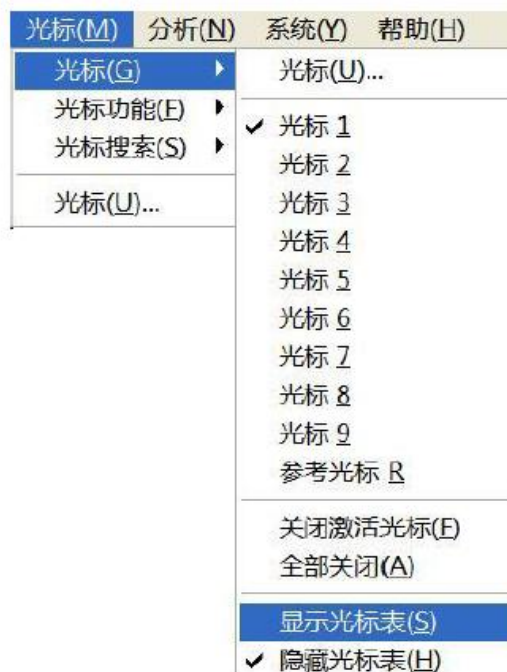 光标(M) 分析(N) 系统(Y) 帮助(H)
光标(G)
光标功能(F)
光标搜索(S)
光标(U)...
光标(U)...
光标 1
光标 2
光标 3
光标 4
光标 5
光标 6
光标 7
光标 8
光标 9
参考光标 R
关闭激活光标(F)
全部关闭(A)
显示光标表(S)
隐藏光标表(H)